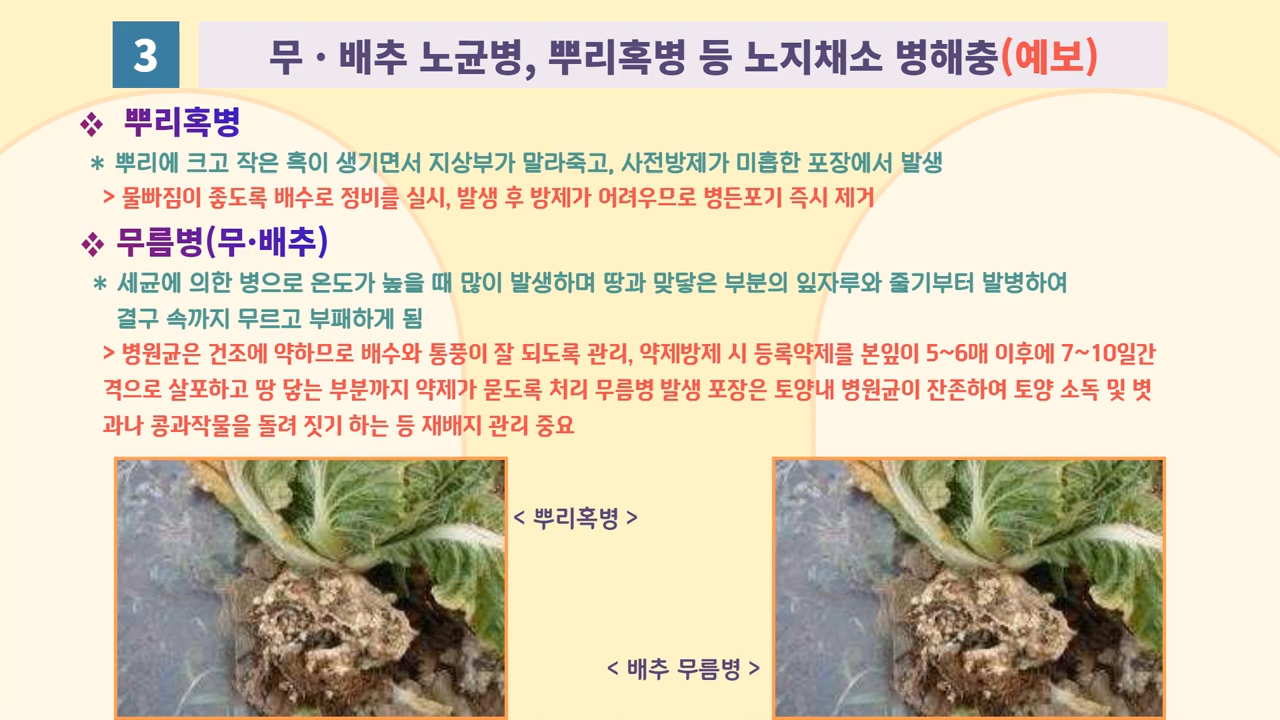 3
무·배추 노균병, 뿌리혹병 등 노지채소 병해충(예보)
❖ 뿌리혹병
* 뿌리에 크고 작은 혹이 생기면서 지상부가 말라죽고, 사전방제가 미흡한 포장에서 발생
> 물빠짐이 좋도록 배수로 정비를 실시, 발생 후 방제가 어려우므로 병든포기 즉시 제거
❖ 무름병(무·배추)
* 세균에 의한 병으로 온도가 높을 때 많이 발생하며 땅과 맞닿은 부분의 잎자루와 줄기부터 발병하여
결구 속까지 무르고 부패하게 됨
> 병원균은 건조에 약하므로 배수와 통풍이 잘 되도록 관리, 약제방제 시 등록약제를 본잎이 5~6매 이후에 7~10일간
격으로 살포하고 땅 닿는 부분까지 약제가 묻도록 처리 무름병 발생 포장은 토양내 병원균이 잔존하여 토양 소독 및 볏
과나 콩과작물을 돌려 짓기 하는 등 재배지 관리 중요
< 뿌리혹병 >
< 배추 무름병 >